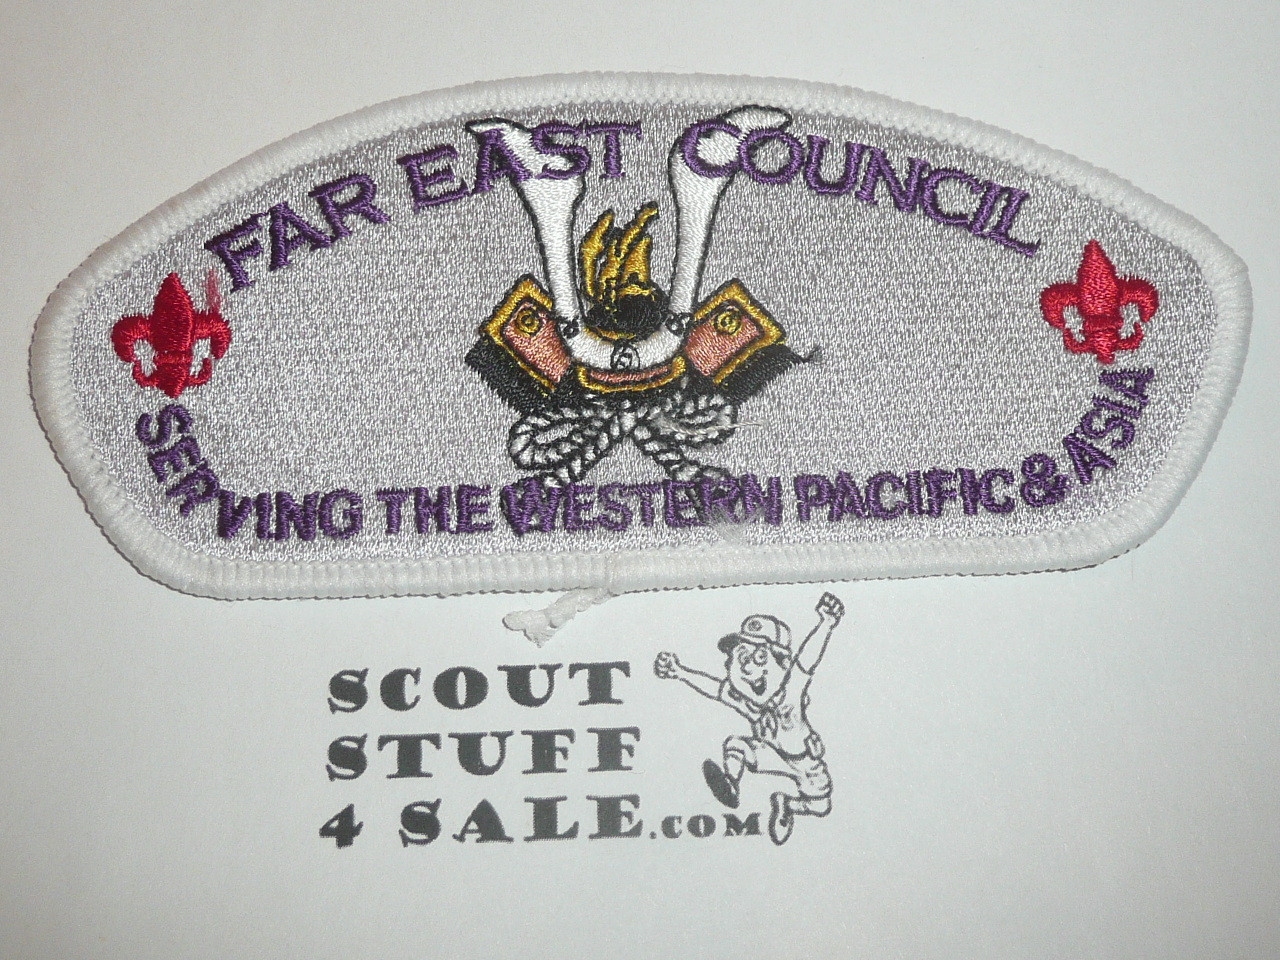 FAR EAST COUNCIL
SERVING THE WESTERN PACIFIC & ASIA
SCOUT
STUFF
4 SALE.COM